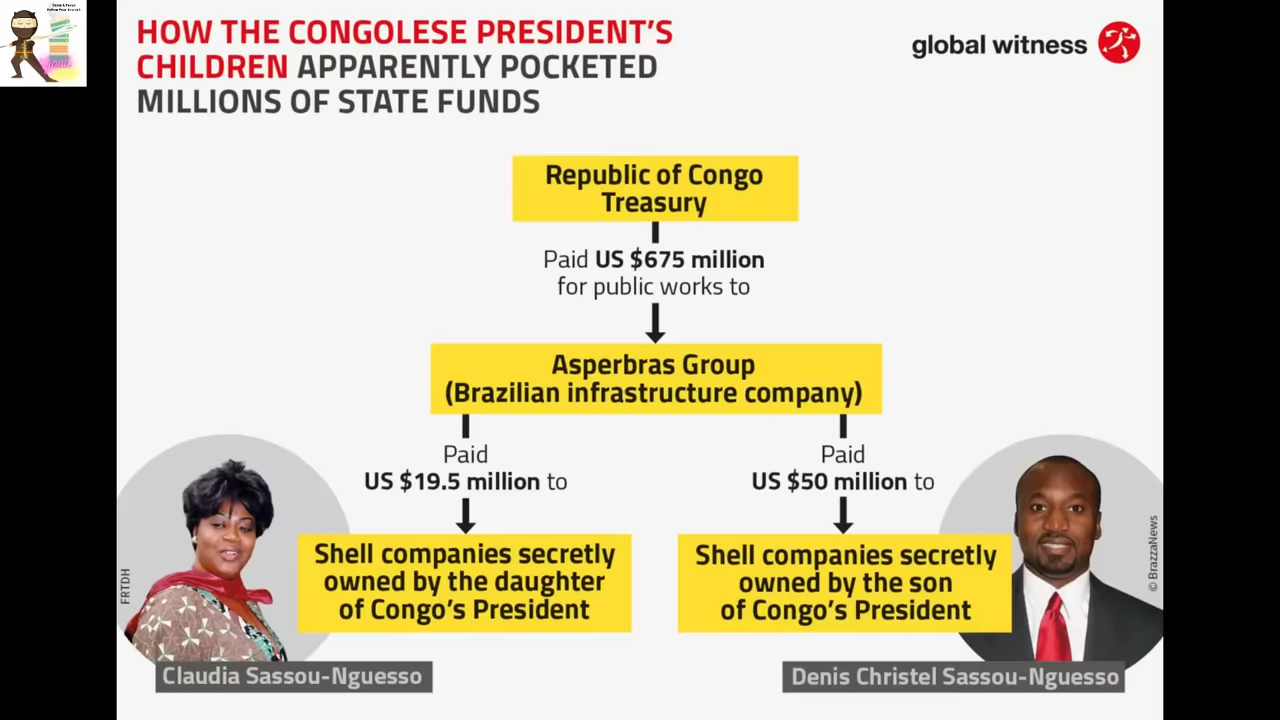 HOW THE CONGOLESE PRESIDENT'S
CHILDREN APPARENTLY POCKETED
MILLIONS OF STATE FUNDS
global witness
Republic of Congo
Treasury
Paid US $675 million
for public works to
Asperbras Group
(Brazilian infrastructure company)
Paid
US $19.5 million to
Paid
US $50 million to
Shell companies secretly
owned by the daughter
of Congo's President
Shell companies secretly
owned by the son
of Congo's President
FRTDH
© BrazzaNews
Claudia Sassou-Nguesso
Denis Christel Sassou-Nguesso